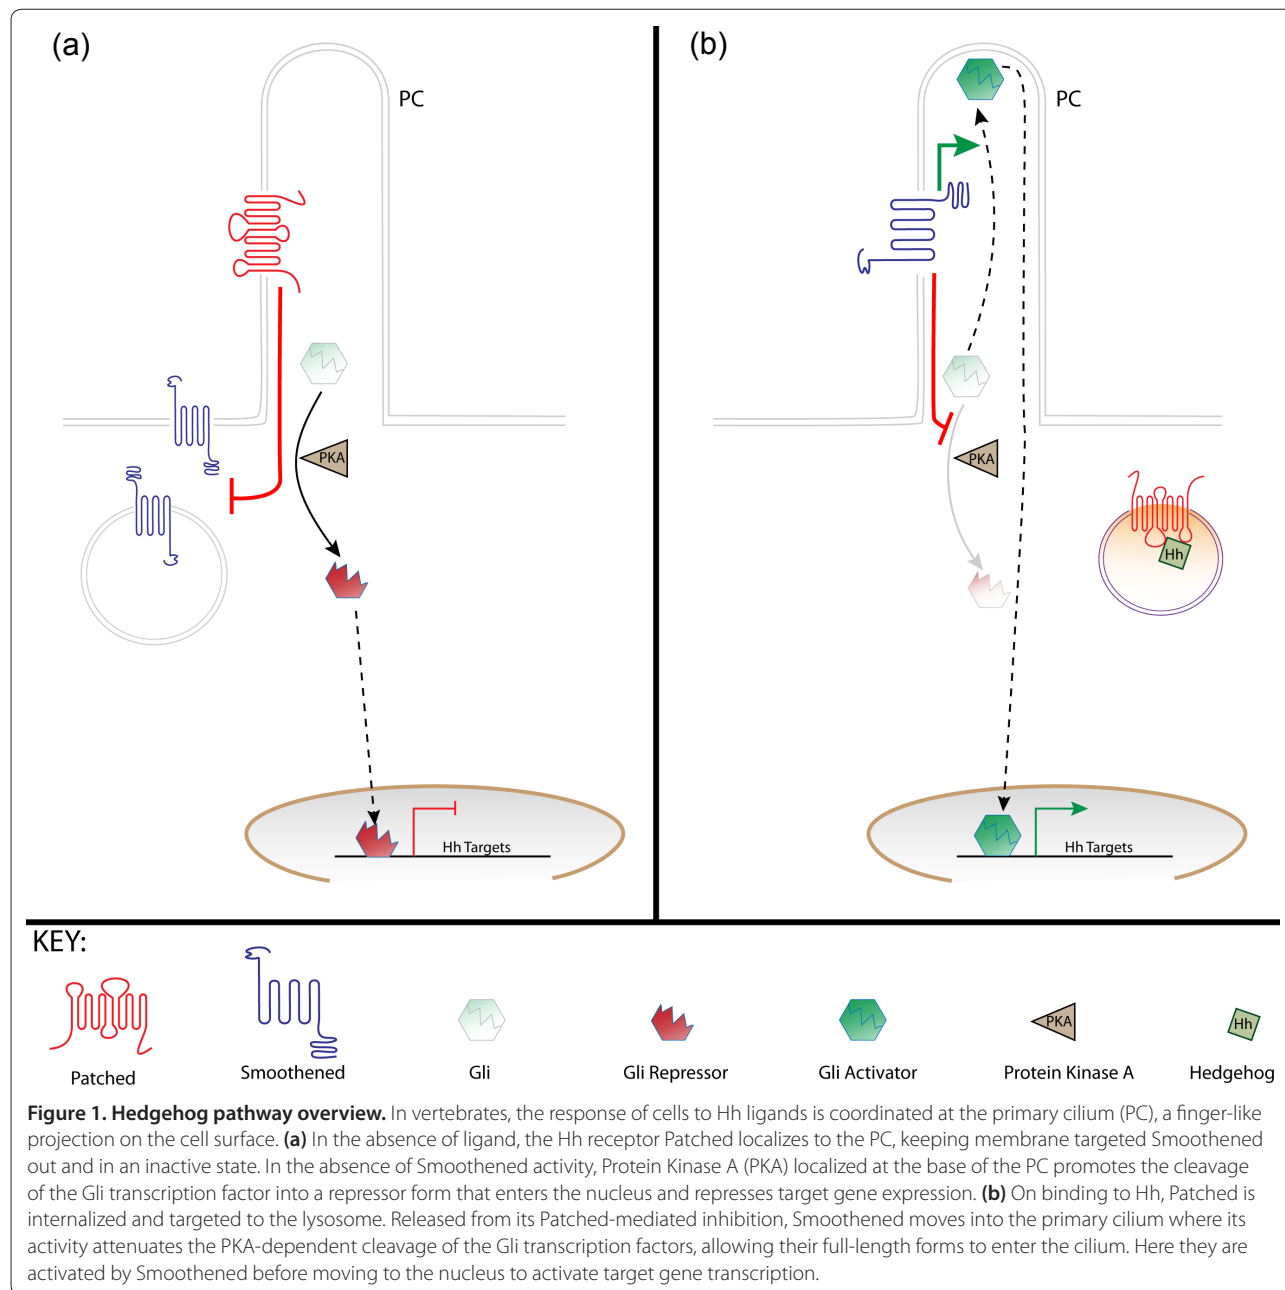 (a)
PC
PKA
Hh Targets
(b)
PC
PKA
Hh
Hh Targets
KEY:
PKA
Hh
Patched
Smoothened
Gli
Gli Repressor
Gli Activator
Protein Kinase A
Hedgehog
Figure 1. Hedgehog pathway overview. In vertebrates, the response of cells to Hh ligands is coordinated at the primary cilium (PC), a finger-like
projection on the cell surface. (a) In the absence of ligand, the Hh receptor Patched localizes to the PC, keeping membrane targeted Smoothened
out and in an inactive state. In the absence of Smoothened activity, Protein Kinase A (PKA) localized at the base of the PC promotes the cleavage
of the Gli transcription factor into a repressor form that enters the nucleus and represses target gene expression. (b) On binding to Hh, Patched is
internalized and targeted to the lysosome. Released from its Patched-mediated inhibition, Smoothened moves into the primary cilium where its
activity attenuates the PKA-dependent cleavage of the Gli transcription factors, allowing their full-length forms to enter the cilium. Here they are
activated by Smoothened before moving to the nucleus to activate target gene transcription.